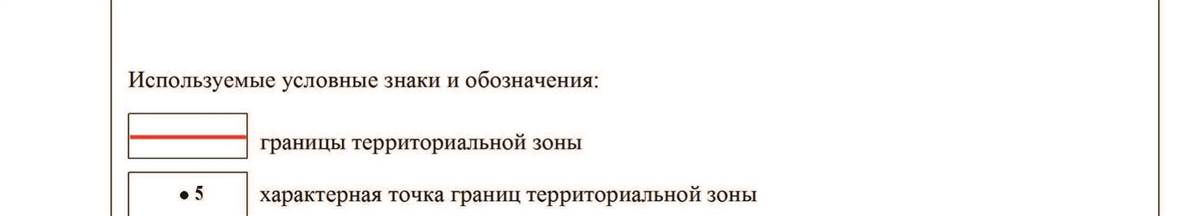 Используемые условные знаки и обозначения:
границы территориальной зоны
• 5 характерная точка границ территориальной зоны